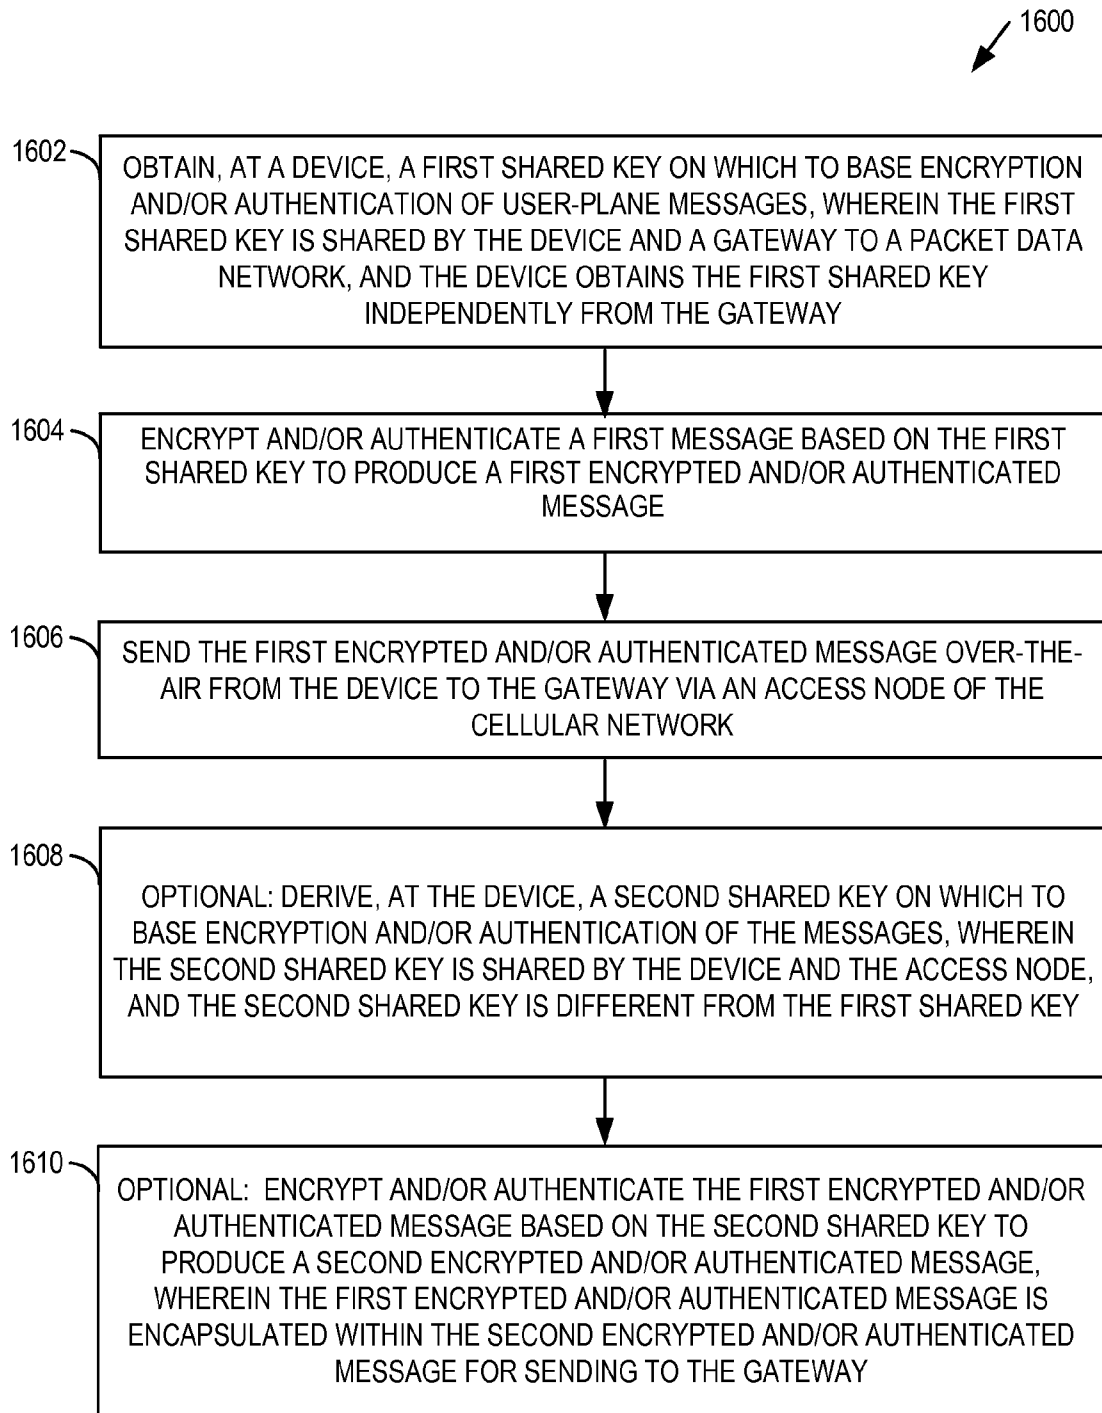 1600
1602
OBTAIN, AT A DEVICE, A FIRST SHARED KEY ON WHICH TO BASE ENCRYPTION
AND/OR AUTHENTICATION OF USER-PLANE MESSAGES, WHEREIN THE FIRST
SHARED KEY IS SHARED BY THE DEVICE AND A GATEWAY TO A PACKET DATA
NETWORK, AND THE DEVICE OBTAINS THE FIRST SHARED KEY
INDEPENDENTLY FROM THE GATEWAY
1604
ENCRYPT AND/OR AUTHENTICATE A FIRST MESSAGE BASED ON THE FIRST
SHARED KEY TO PRODUCE A FIRST ENCRYPTED AND/OR AUTHENTICATED
MESSAGE
1606
SEND THE FIRST ENCRYPTED AND/OR AUTHENTICATED MESSAGE OVER-THE-
AIR FROM THE DEVICE TO THE GATEWAY VIA AN ACCESS NODE OF THE
CELLULAR NETWORK
1608
OPTIONAL: DERIVE, AT THE DEVICE, A SECOND SHARED KEY ON WHICH TO
BASE ENCRYPTION AND/OR AUTHENTICATION OF THE MESSAGES, WHEREIN
THE SECOND SHARED KEY IS SHARED BY THE DEVICE AND THE ACCESS NODE,
AND THE SECOND SHARED KEY IS DIFFERENT FROM THE FIRST SHARED KEY
1610
OPTIONAL: ENCRYPT AND/OR AUTHENTICATE THE FIRST ENCRYPTED AND/OR
AUTHENTICATED MESSAGE BASED ON THE SECOND SHARED KEY TO
PRODUCE A SECOND ENCRYPTED AND/OR AUTHENTICATED MESSAGE,
WHEREIN THE FIRST ENCRYPTED AND/OR AUTHENTICATED MESSAGE IS
ENCAPSULATED WITHIN THE SECOND ENCRYPTED AND/OR AUTHENTICATED
MESSAGE FOR SENDING TO THE GATEWAY